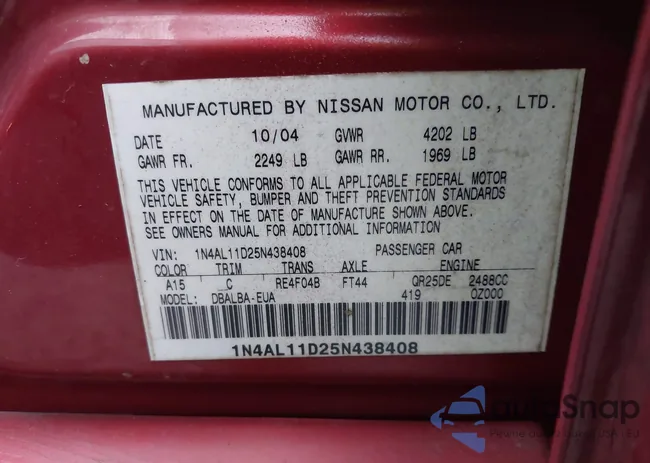 MANUFACTURED BY NISSAN MOTOR CO., LTD.
DATE 10/04 GVWR 4202 LB
GAWR FR. 2249 LB GAWR RR. 1969 LB
THIS VEHICLE CONFORMS TO ALL APPLICABLE FEDERAL MOTOR
VEHICLE SAFETY, BUMPER AND THEFT PREVENTION STANDARDS
IN EFFECT ON THE DATE OF MANUFACTURE SHOWN ABOVE.
SEE OWNERS MANUAL FOR ADDITIONAL INFORMATION
VIN: 1N4AL11D25N438408 PASSENGER CAR
COLOR TRIM TRANS AXLE ENGINE
A15 C RE4F04B FT44 QR25DE 2488CC
MODEL: DBALBA-EUA 419 0Z000
1N4AL11D25N438408
autoSnap